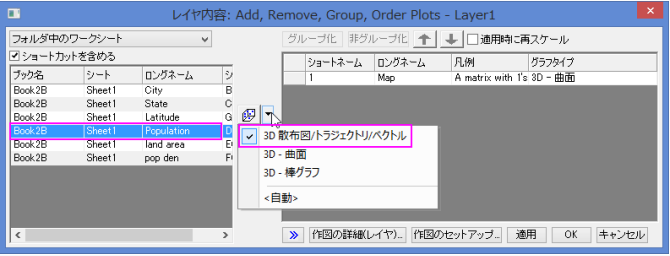 レイヤ内容: Add, Remove, Group, Order Plots - Layer1
フォルダ中のワークシート
グループ化 非グループ化 適用時に再スケール
ショートカットを含める
ブック名 シート ロングネーム シ
Book2B Sheet1 City B
Book2B Sheet1 State C
Book2B Sheet1 Latitude G
Book2B Sheet1 Population D
Book2B Sheet1 land area E
Book2B Sheet1 pop den F
ショートネーム ロングネーム 凡例 グラフタイプ
1 Map A matrix with 1's 3D - 曲面
3D 散布図/トラジェクトリ/ベクトル
3D - 曲面
3D - 棒グラフ
<自動>
作図の詳細(レイヤ)... 作図のセットアップ... 適用 OK キャンセル